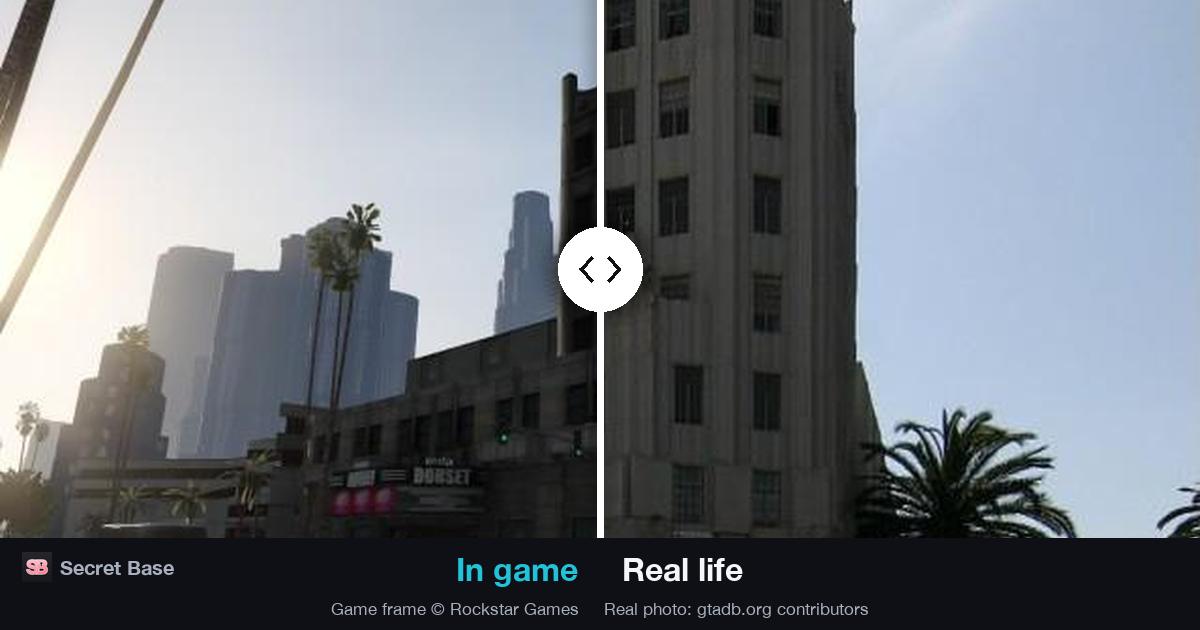 DORSET
SB Secret Base
In game
Real life
Game frame © Rockstar Games
Real photo: gtadb.org contributors